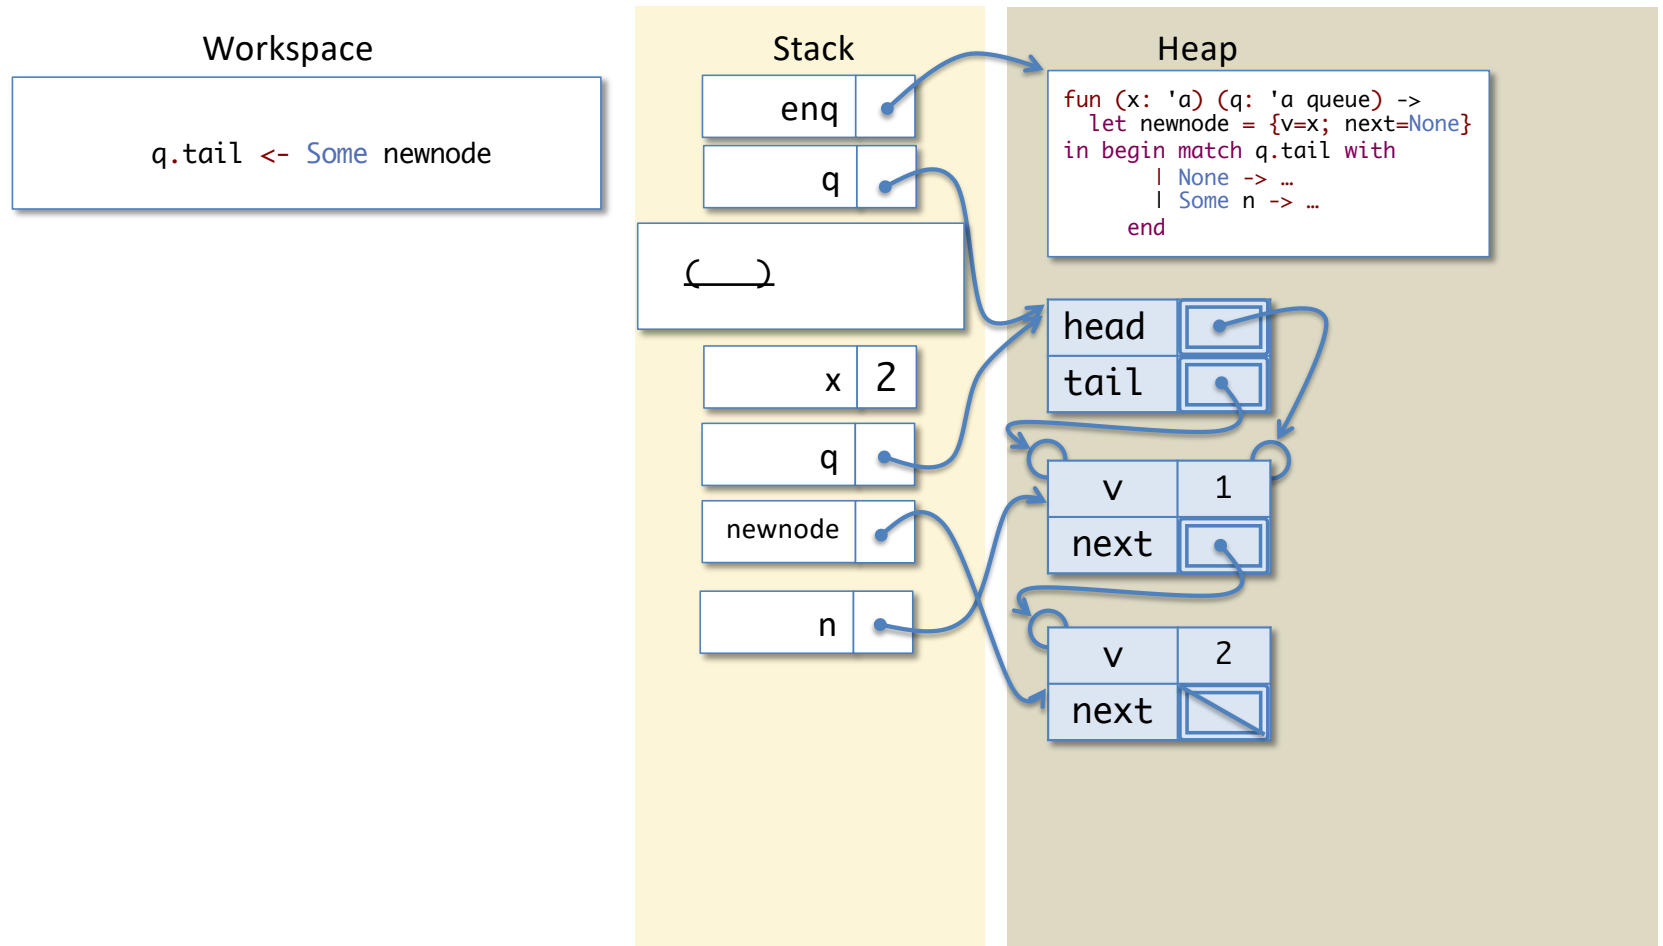 Workspace
q.tail <- Some newnode
Stack
enq
q
(____)
x 2
q
newnode
n
Heap
fun (x: 'a) (q: 'a queue) ->
let newnode = {v=x; next=None}
in begin match q.tail with
| None -> …
| Some n -> …
end
head
tail
v 1
next
v 2
next